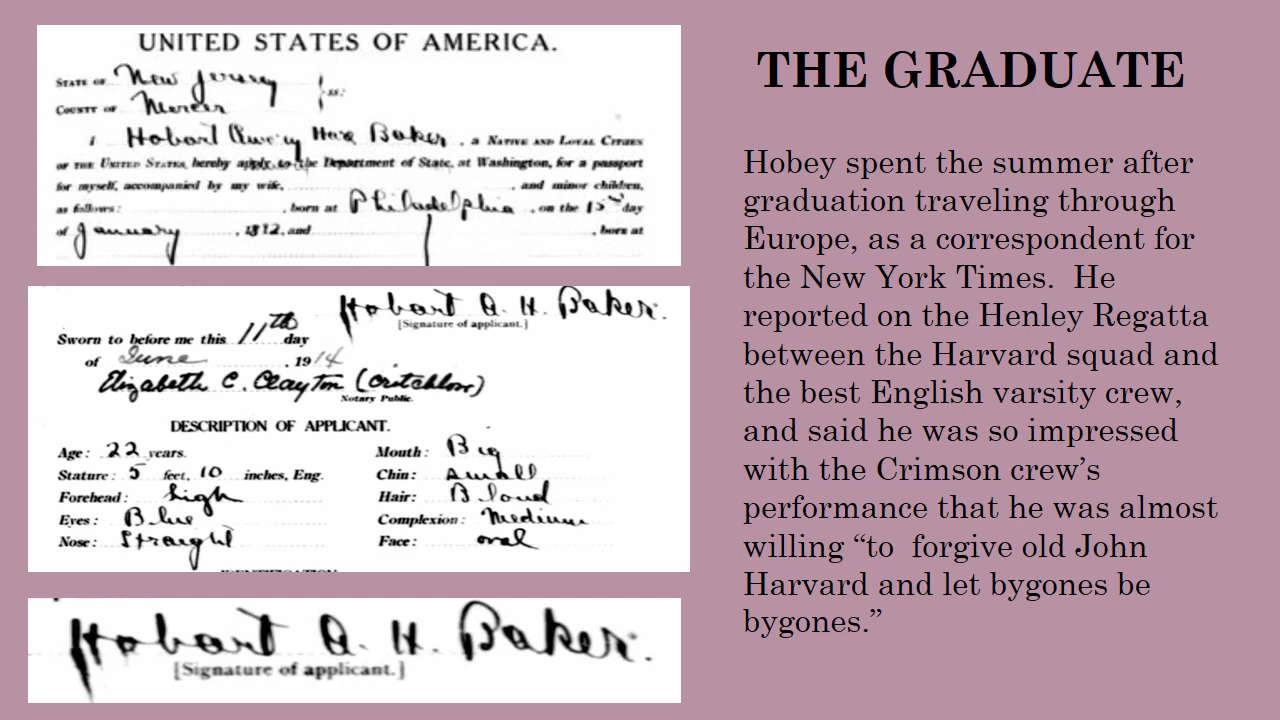 UNITED STATES OF AMERICA.
STATE OF New Jersey
COUNTY OF Mercer } ss:
I Hobart Amery Hare Baker, a NATIVE AND LOYAL CITIZEN
OF THE UNITED STATES, hereby apply to the Department of State, at Washington, for a passport
for myself, accompanied by my wife, , and minor children,
as follows: , born at Philadelphia, on the 15th day
of January, 1892, and , born at
Hobart A. H. Baker.
[Signature of applicant.]
Sworn to before me this 11th day
of June, 1914
Elizabeth C. Clayton (Critchlow)
Notary Public.
DESCRIPTION OF APPLICANT.
Age: 22 years. Mouth: Big
Stature: 5 feet, 10 inches, Eng. Chin: small
Forehead: high Hair: Blond
Eyes: Blue Complexion: Medium
Nose: Straight Face: oval
Hobart A. H. Baker.
[Signature of applicant.]
THE GRADUATE
Hobey spent the summer after
graduation traveling through
Europe, as a correspondent for
the New York Times. He
reported on the Henley Regatta
between the Harvard squad and
the best English varsity crew,
and said he was so impressed
with the Crimson crew's
performance that he was almost
willing “to forgive old John
Harvard and let bygones be
bygones.”